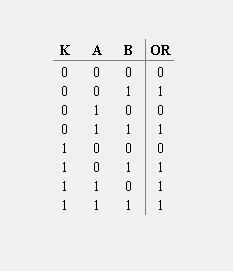 K A B OR
0 0 0 0
0 0 1 1
0 1 0 0
0 1 1 1
1 0 0 0
1 0 1 1
1 1 0 1
1 1 1 1